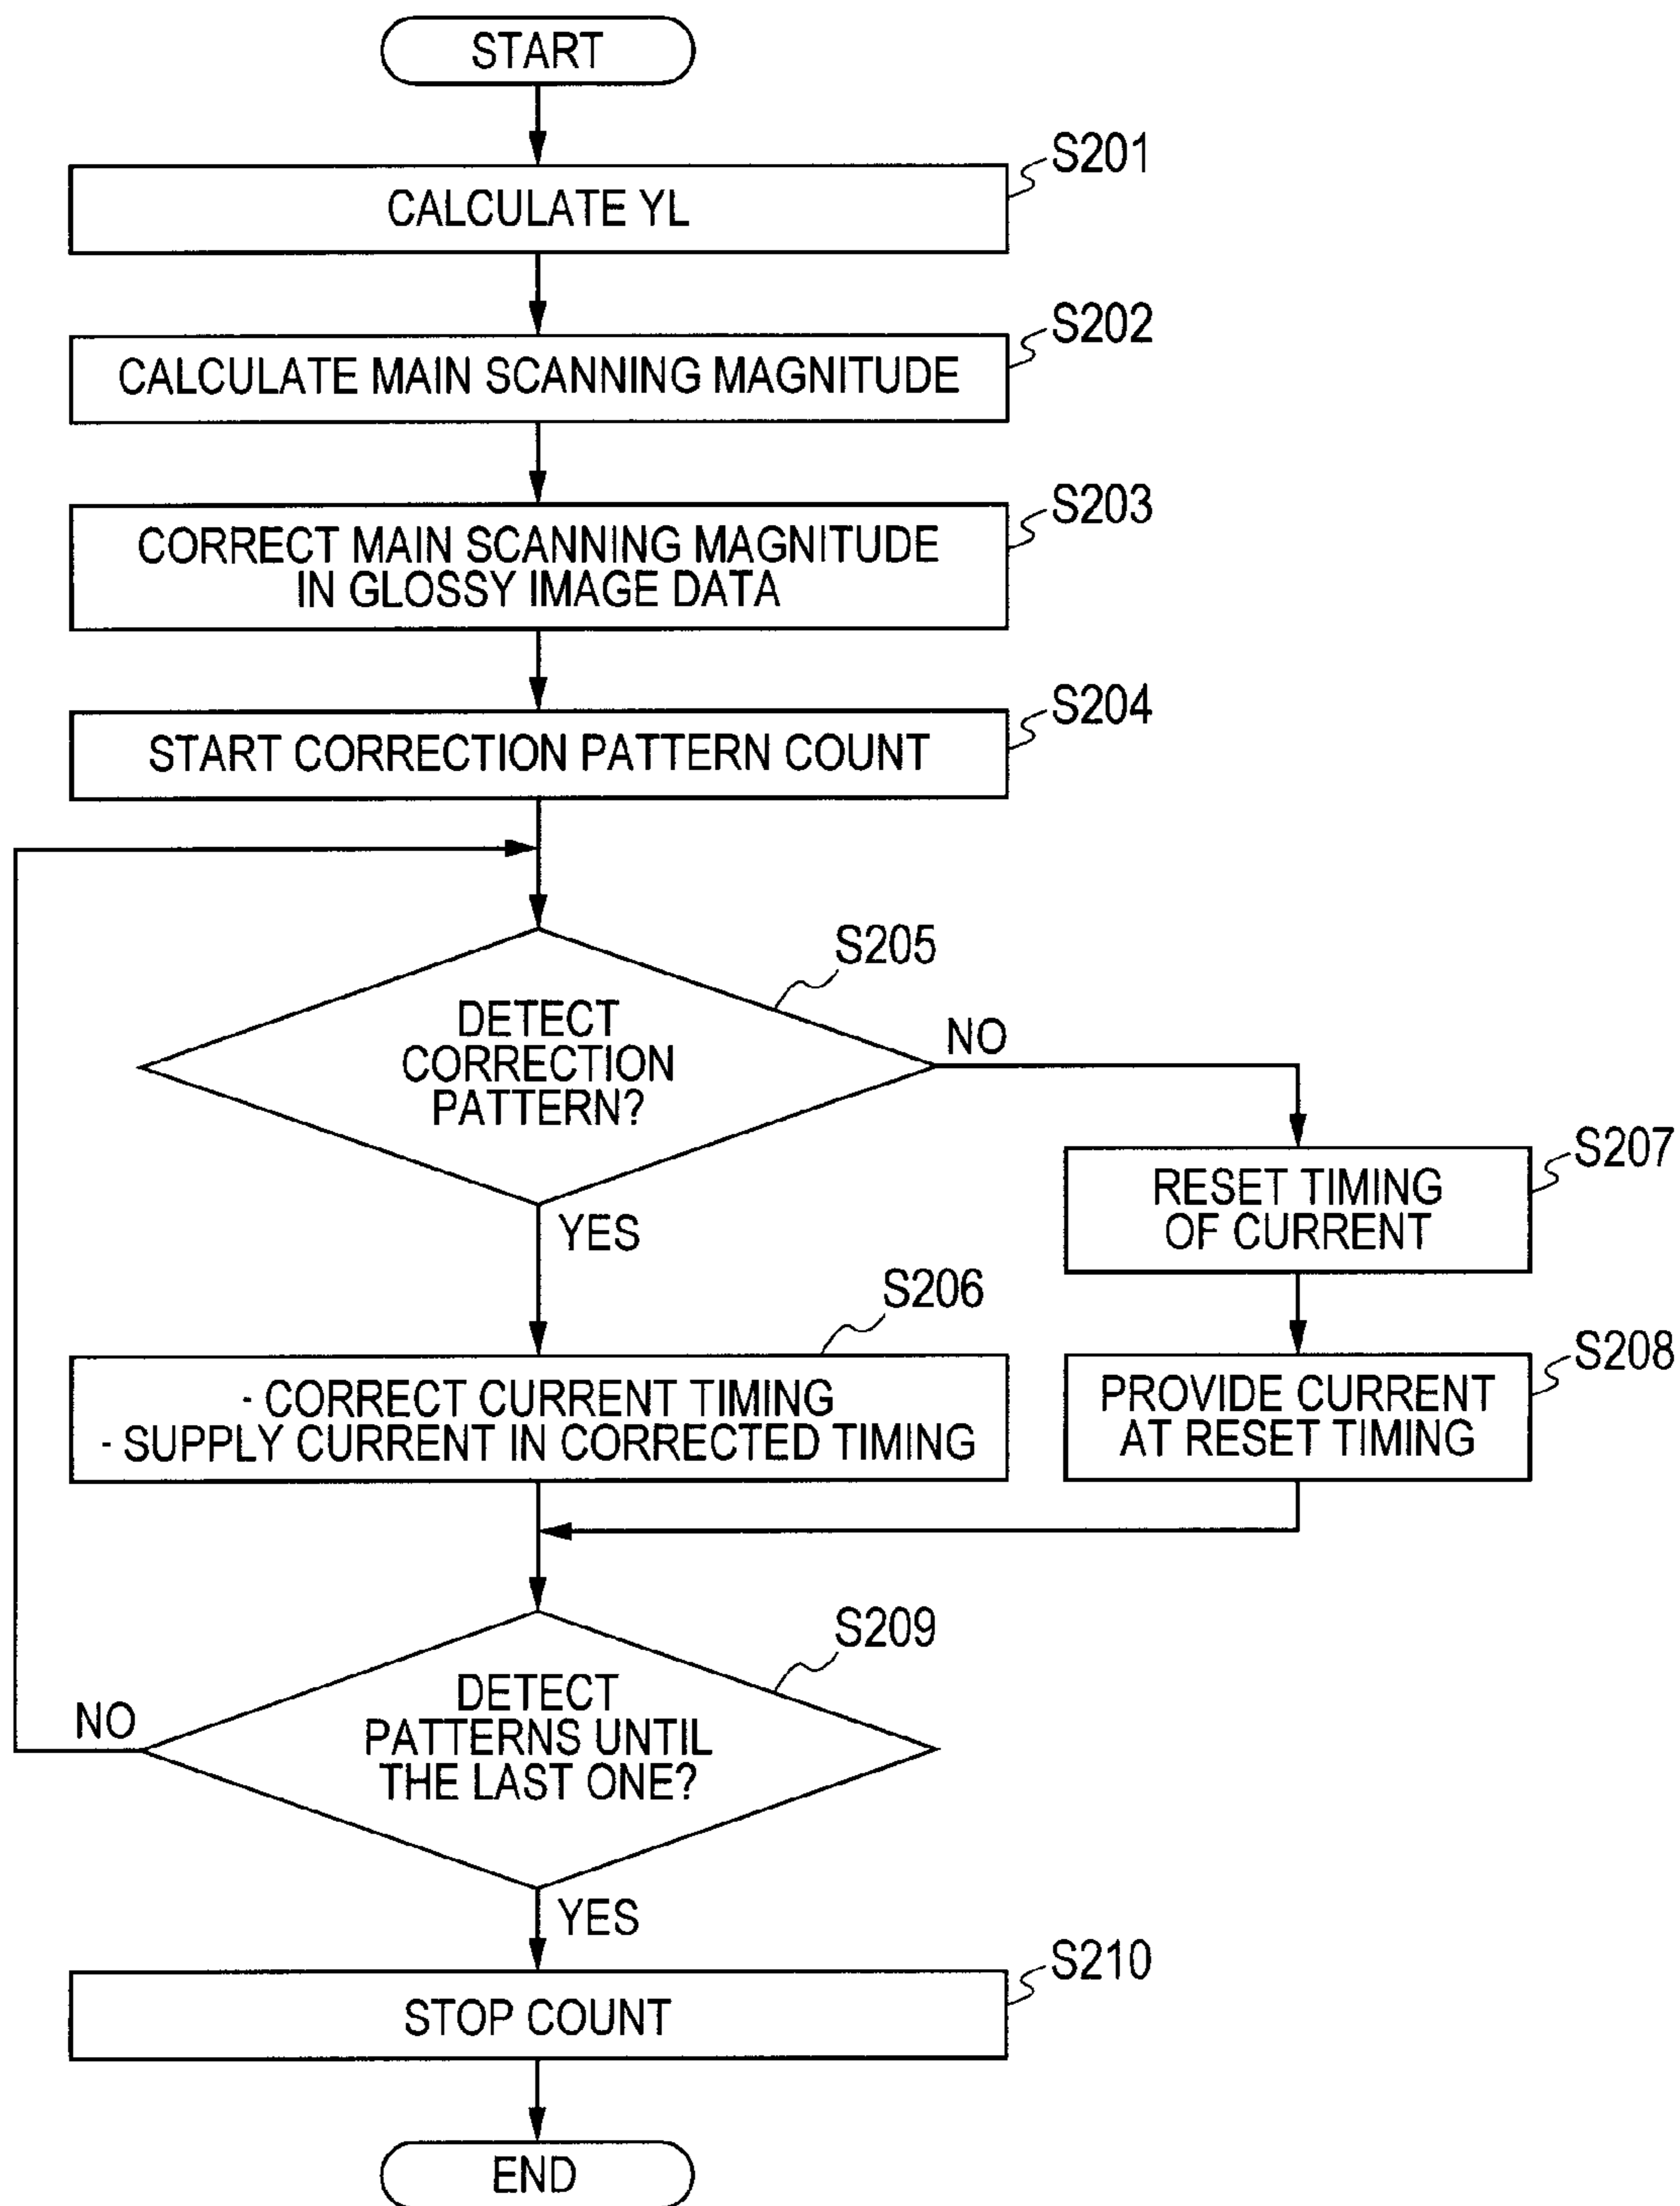 START
S201
CALCULATE YL
S202
CALCULATE MAIN SCANNING MAGNITUDE
S203
CORRECT MAIN SCANNING MAGNITUDE
IN GLOSSY IMAGE DATA
S204
START CORRECTION PATTERN COUNT
S205
DETECT
CORRECTION
PATTERN?
NO
YES
S207
RESET TIMING
OF CURRENT
S206
- CORRECT CURRENT TIMING
- SUPPLY CURRENT IN CORRECTED TIMING
S208
PROVIDE CURRENT
AT RESET TIMING
S209
DETECT
PATTERNS UNTIL
THE LAST ONE?
NO
YES
S210
STOP COUNT
END